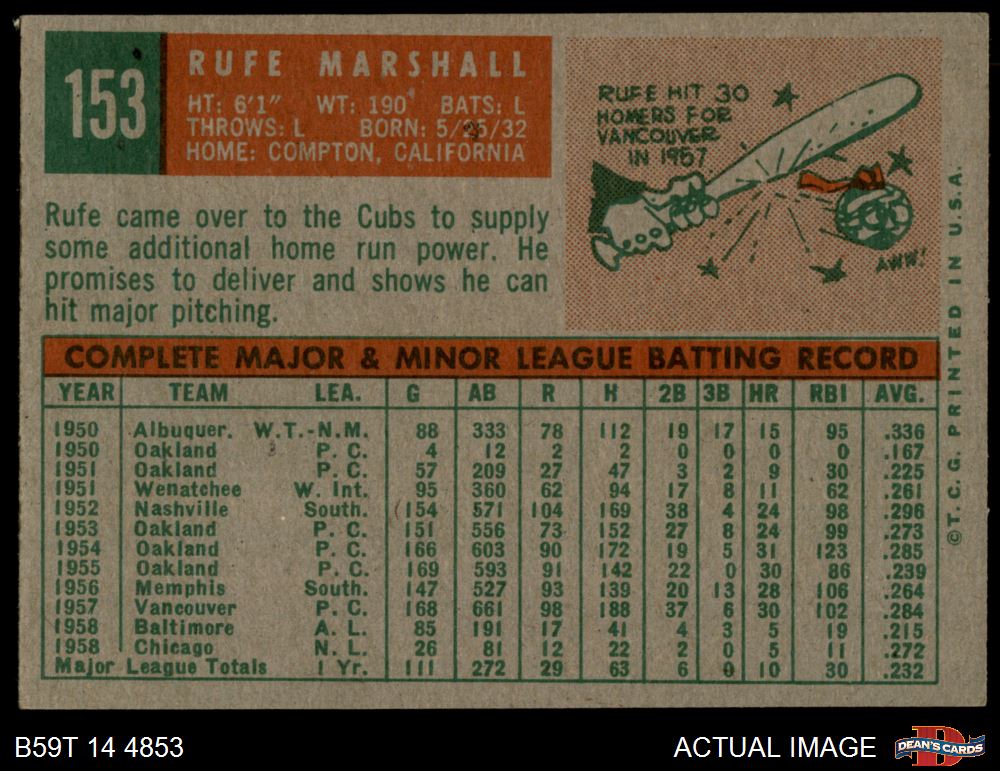 153
RUFE MARSHALL
HT: 6'1" WT: 190 BATS: L
THROWS: L BORN: 5/25/32
HOME: COMPTON, CALIFORNIA
RUFE HIT 30
HOMERS FOR
VANCOUVER
IN 1957
AWW!
Rufe came over to the Cubs to supply
some additional home run power. He
promises to deliver and shows he can
hit major pitching.
COMPLETE MAJOR & MINOR LEAGUE BATTING RECORD
YEAR TEAM LEA. G AB R H 2B 3B HR RBI AVG.
1950 Albuquer. W.T.-N.M. 88 333 78 112 19 17 15 95 .336
1950 Oakland P. C. 4 12 2 2 0 0 0 0 .167
1951 Oakland P. C. 57 209 27 47 3 2 9 30 .225
1951 Wenatchee W. Int. 95 360 62 94 17 8 11 62 .261
1952 Nashville South. 154 571 104 169 38 4 24 98 .296
1953 Oakland P. C. 151 556 73 152 27 8 24 99 .273
1954 Oakland P. C. 166 603 90 172 19 5 31 123 .285
1955 Oakland P. C. 169 593 91 142 22 0 30 86 .239
1956 Memphis South. 147 527 93 139 20 13 28 106 .264
1957 Vancouver P. C. 168 661 98 188 37 6 30 102 .284
1958 Baltimore A. L. 85 191 17 41 4 3 5 19 .215
1958 Chicago N. L. 26 81 12 22 2 0 5 11 .272
Major League Totals 1 Yr. 111 272 29 63 6 0 10 30 .232
©T. C. G. PRINTED IN U.S.A.
B59T 14 4853
ACTUAL IMAGE
DEAN'S CARDS